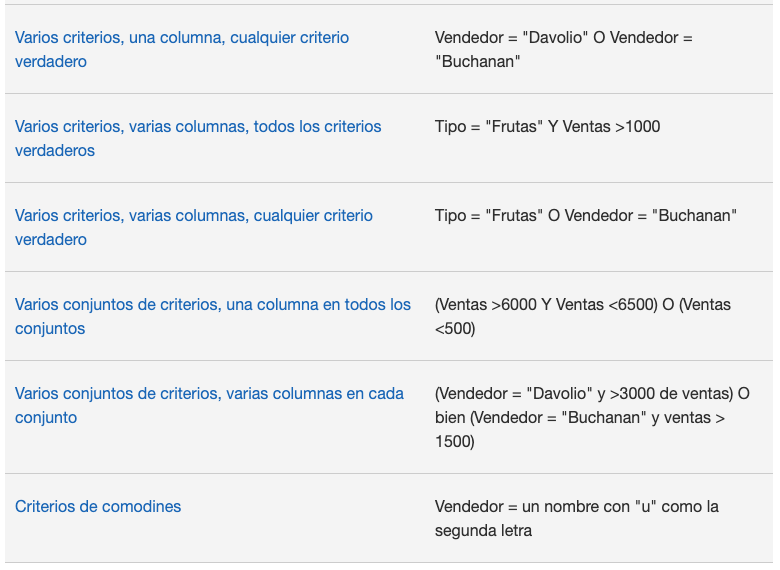 Varios criterios, una columna, cualquier criterio
verdadero
Vendedor = "Davolio" O Vendedor =
"Buchanan"
Varios criterios, varias columnas, todos los criterios
verdaderos
Tipo = "Frutas" Y Ventas >1000
Varios criterios, varias columnas, cualquier criterio
verdadero
Tipo = "Frutas" O Vendedor = "Buchanan"
Varios conjuntos de criterios, una columna en todos los
conjuntos
(Ventas >6000 Y Ventas <6500) O (Ventas
<500)
Varios conjuntos de criterios, varias columnas en cada
conjunto
(Vendedor = "Davolio" y >3000 de ventas) O
bien (Vendedor = "Buchanan" y ventas >
1500)
Criterios de comodines
Vendedor = un nombre con "u" como la
segunda letra